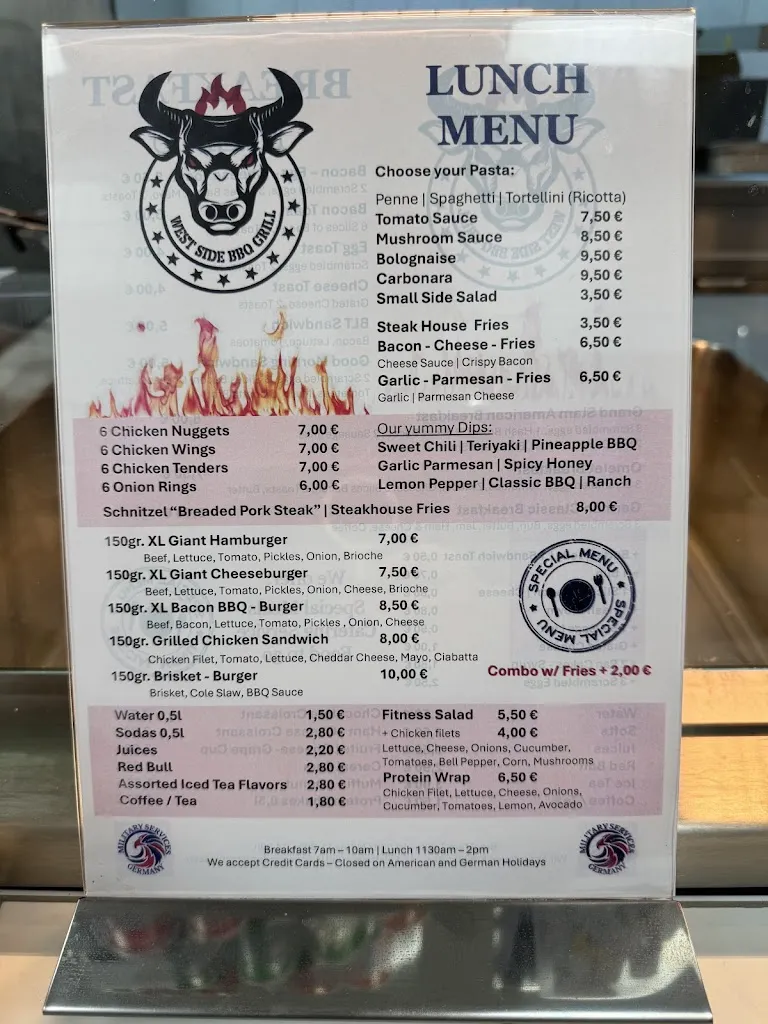 LUNCH
MENU
WEST SIDE BBQ GRILL
Choose your Pasta:
Penne | Spaghetti | Tortellini (Ricotta)
Tomato Sauce 7,50 €
Mushroom Sauce 8,50 €
Bolognaise 9,50 €
Carbonara 9,50 €
Small Side Salad 3,50 €
Steak House Fries 3,50 €
Bacon - Cheese - Fries 6,50 €
Cheese Sauce | Crispy Bacon
Garlic - Parmesan - Fries 6,50 €
Garlic | Parmesan Cheese
6 Chicken Nuggets 7,00 €
6 Chicken Wings 7,00 €
6 Chicken Tenders 7,00 €
6 Onion Rings 6,00 €
Our yummy Dips:
Sweet Chili | Teriyaki | Pineapple BBQ
Garlic Parmesan | Spicy Honey
Lemon Pepper | Classic BBQ | Ranch
Schnitzel “Breaded Pork Steak” | Steakhouse Fries 8,00 €
150gr. XL Giant Hamburger 7,00 €
Beef, Lettuce, Tomato, Pickles, Onion, Brioche
150gr. XL Giant Cheeseburger 7,50 €
Beef, Lettuce, Tomato, Pickles, Onion, Cheese, Brioche
150gr. XL Bacon BBQ - Burger 8,50 €
Beef, Bacon, Lettuce, Tomato, Pickles , Onion, Cheese
150gr. Grilled Chicken Sandwich 8,00 €
Chicken Filet, Tomato, Lettuce, Cheddar Cheese, Mayo, Ciabatta
150gr. Brisket - Burger 10,00 €
Brisket, Cole Slaw, BBQ Sauce
SPECIAL MENU
SPECIAL MENU
Combo w/ Fries + 2,00 €
Water 0,5l 1,50 €
Sodas 0,5l 2,80 €
Juices 2,20 €
Red Bull 2,80 €
Assorted Iced Tea Flavors 2,80 €
Coffee / Tea 1,80 €
Fitness Salad 5,50 €
+ Chicken filets 4,00 €
Lettuce, Cheese, Onions, Cucumber,
Tomatoes, Bell Pepper, Corn, Mushrooms
Protein Wrap 6,50 €
Chicken Filet, Lettuce, Cheese, Onions,
Cucumber, Tomatoes, Lemon, Avocado
MILITARY SERVICES
GERMANY
MILITARY SERVICES
GERMANY
Breakfast 7am – 10am | Lunch 1130am – 2pm
We accept Credit Cards – Closed on American and German Holidays